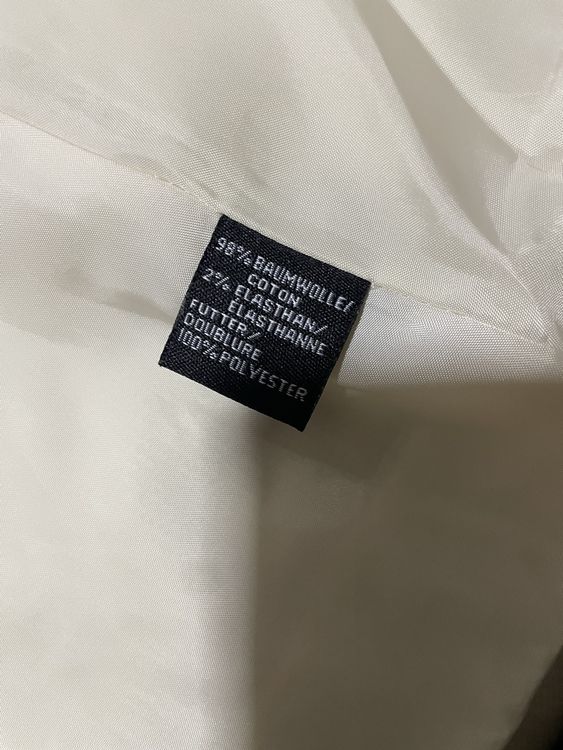 98% BAUMWOLLE/
COTON
2% ELASTHAN/
ELASTHANNE
FUTTER/
DOUBLURE
100% POLYESTER